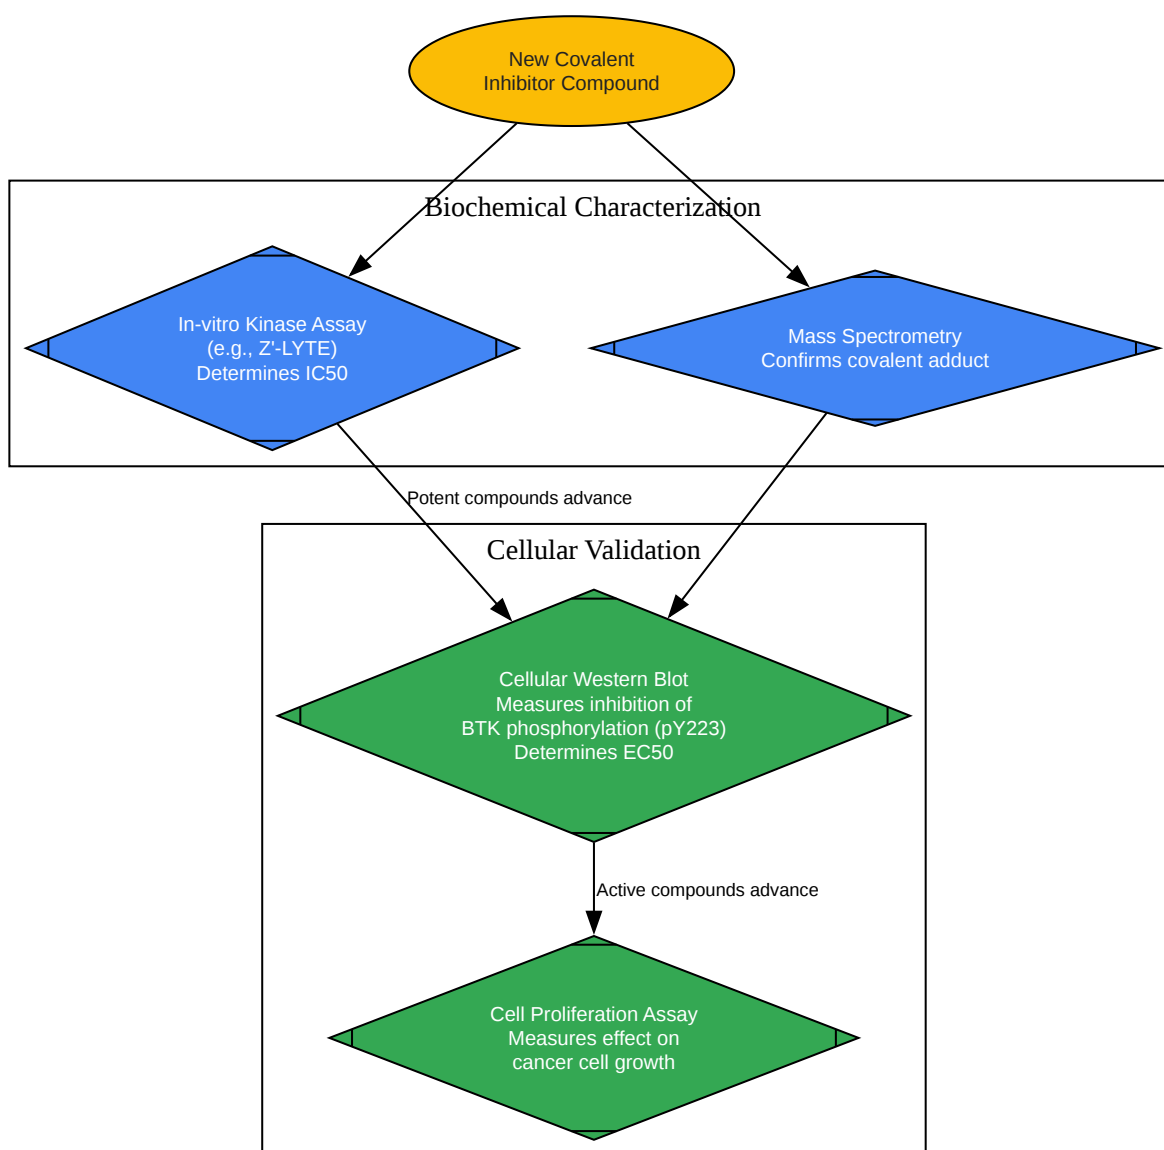 New Covalent
Inhibitor Compound
Biochemical Characterization
In-vitro Kinase Assay
(e.g., Z'-LYTE)
Determines IC50
Mass Spectrometry
Confirms covalent adduct
Potent compounds advance
Cellular Validation
Cellular Western Blot
Measures inhibition of
BTK phosphorylation (pY223)
Determines EC50
Active compounds advance
Cell Proliferation Assay
Measures effect on
cancer cell growth